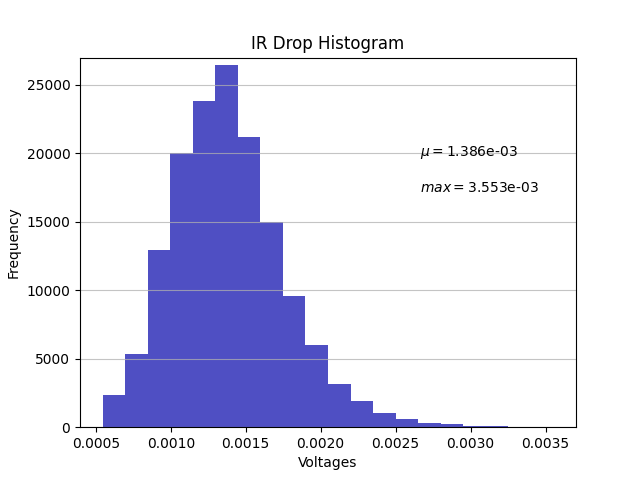 IR Drop Histogram
25000
20000
15000
10000
5000
0
Frequency
μ = 1.386e-03
max = 3.553e-03
0.0005 0.0010 0.0015 0.0020 0.0025 0.0030 0.0035
Voltages